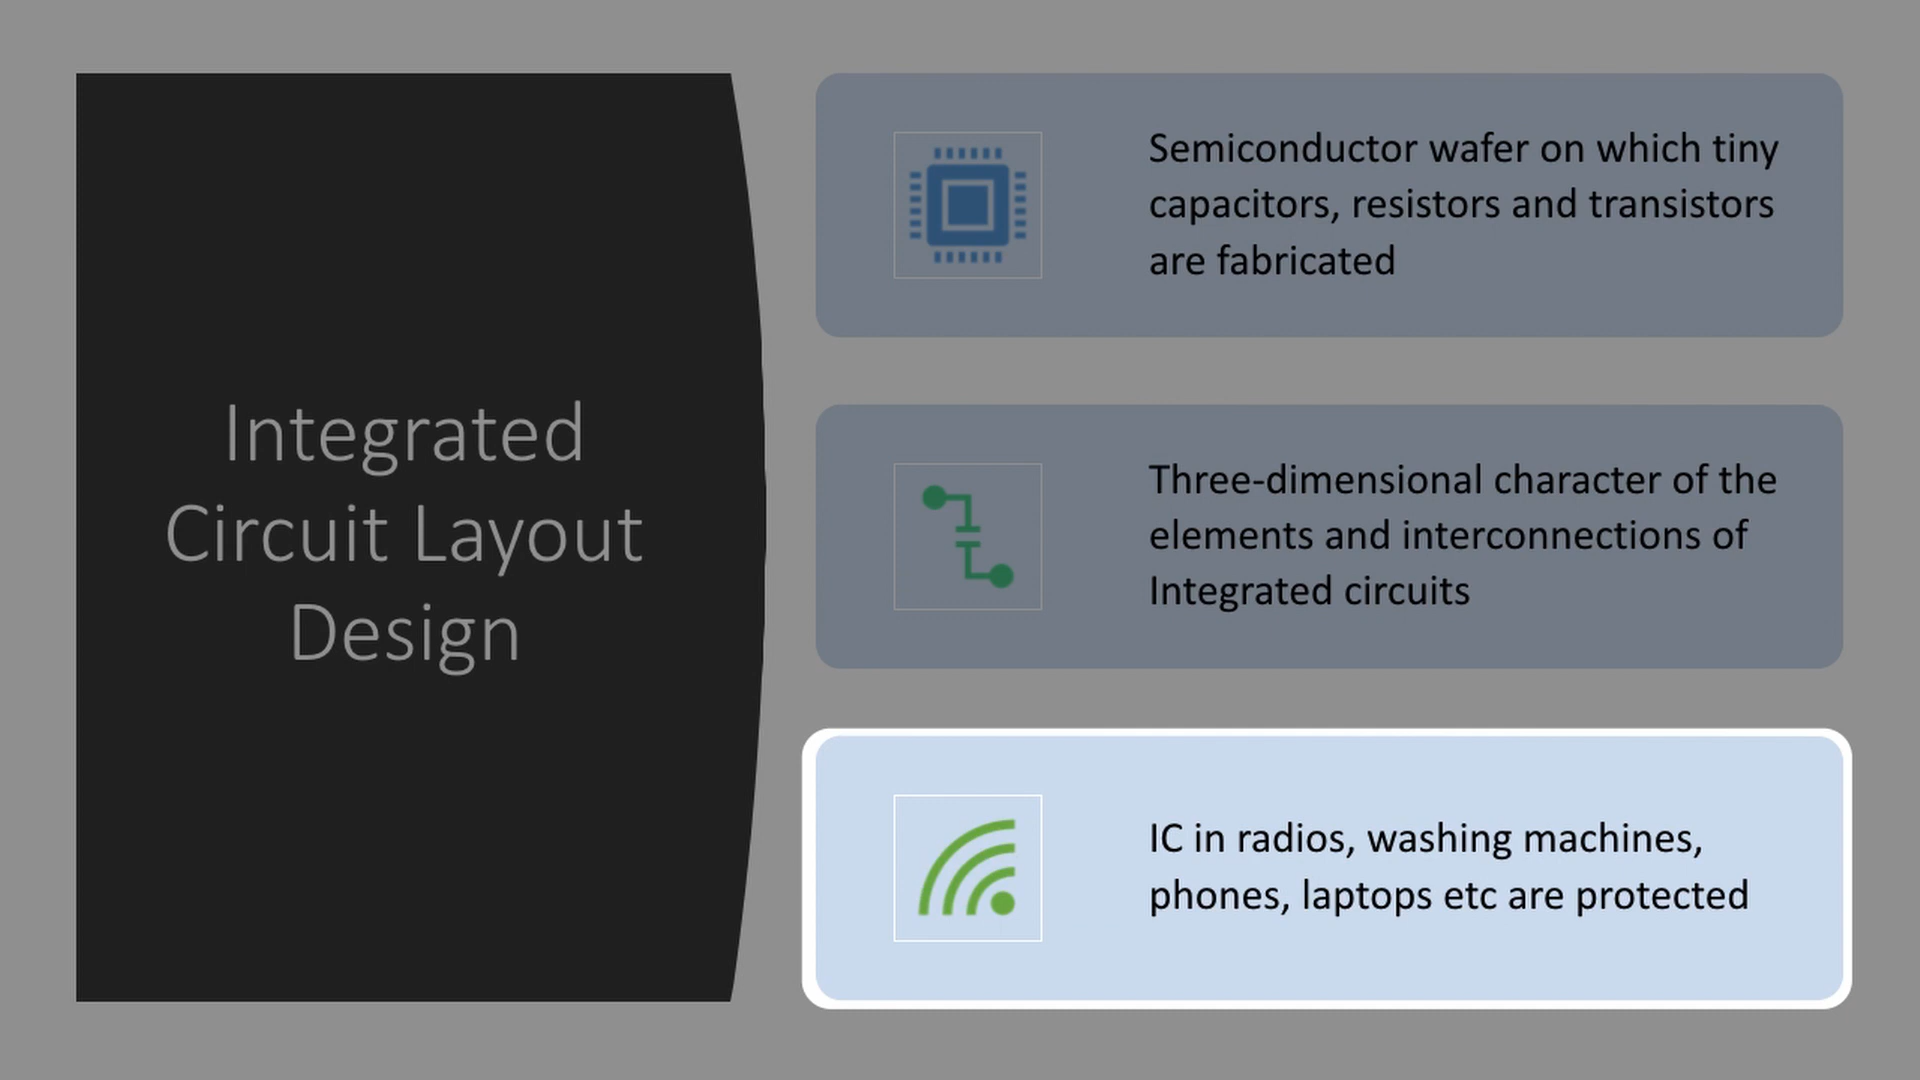 Integrated
Circuit Layout
Design
Semiconductor wafer on which tiny
capacitors, resistors and transistors
are fabricated
Three-dimensional character of the
elements and interconnections of
Integrated circuits
IC in radios, washing machines,
phones, laptops etc are protected